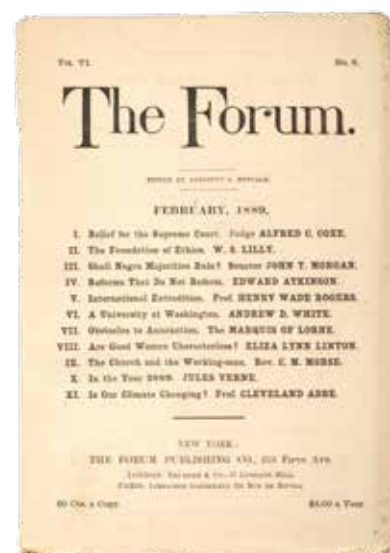 Vol. VI. No. 6.
The Forum.
EDITED BY LORETTUS S. METCALF.
FEBRUARY, 1889.
I. Relief for the Supreme Court. Judge ALFRED C. COXE.
II. The Foundation of Ethics. W. S. LILLY.
III. Shall Negro Majorities Rule? Senator JOHN T. MORGAN.
IV. Reforms That Do Not Reform. EDWARD ATKINSON.
V. International Extradition. Prof. HENRY WADE ROGERS.
VI. A University at Washington. ANDREW D. WHITE.
VII. Obstacles to Annexation. The MARQUIS OF LORNE.
VIII. Are Good Women Characterless? ELIZA LYNN LINTON.
IX. The Church and the Working-man. Rev. C. M. MORSE.
X. In the Year 2889. JULES VERNE.
XI. Is Our Climate Changing? Prof. CLEVELAND ABBE.
NEW YORK:
THE FORUM PUBLISHING CO., 253 Fifth Ave.
50 Cts. a Copy. $5.00 a Year